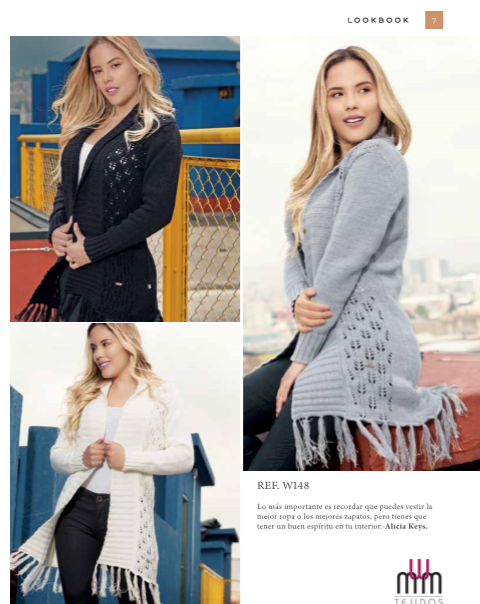 LOOKBOOK 7
REF. W148
Lo más importante es recordar que puedes vestir la
mejor ropa o los mejores zapatos, pero tienes que
tener un buen espíritu en tu interior.-Alicia Keys.
mm
TEJIDOS